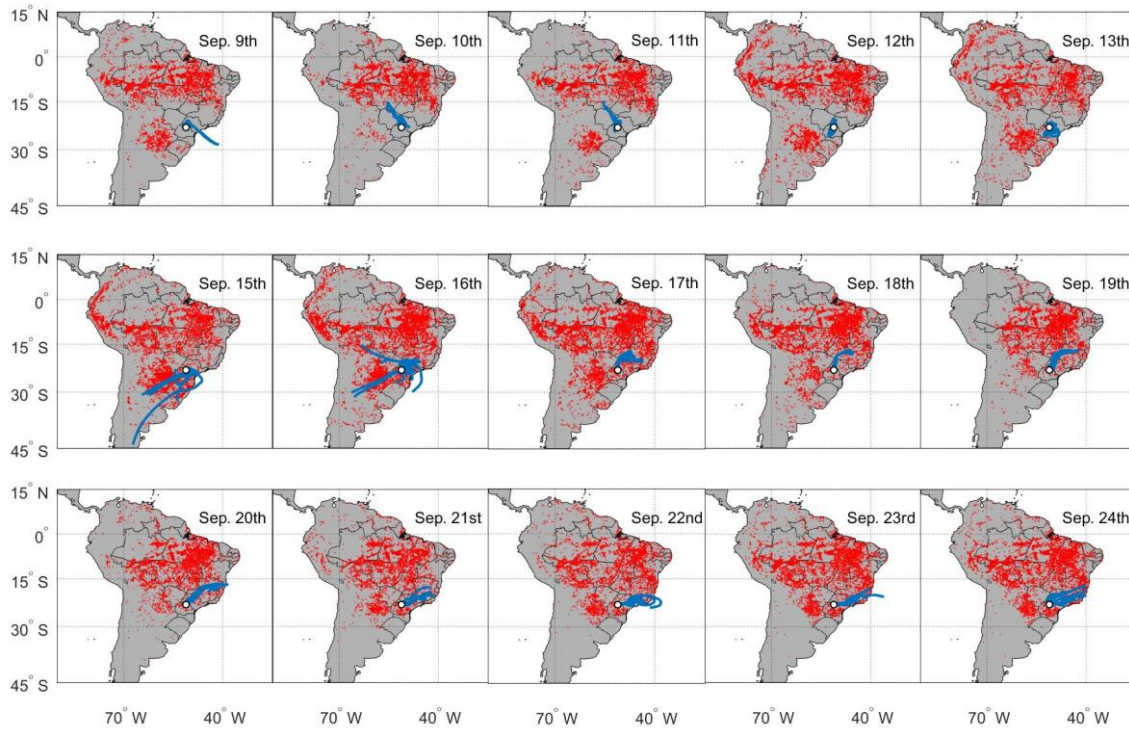 15° N
Sep. 9th
Sep. 10th
Sep. 11th
Sep. 12th
Sep. 13th
0°
15° S
30° S
45° S
15° N
Sep. 15th
Sep. 16th
Sep. 17th
Sep. 18th
Sep. 19th
0°
15° S
30° S
45° S
15° N
Sep. 20th
Sep. 21st
Sep. 22nd
Sep. 23rd
Sep. 24th
0°
15° S
30° S
45° S
70° W 40° W 70° W 40° W 70° W 40° W 70° W 40° W 70° W 40° W